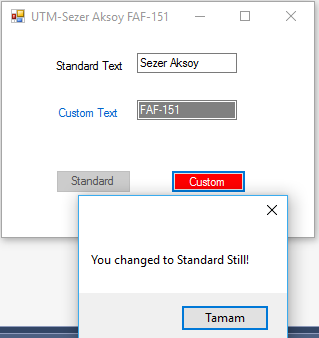 UTM-Sezer Aksoy FAF-151
Standard Text Sezer Aksoy
Custom Text FAF-151
Standard Custom
You changed to Standard Still!
Tamam